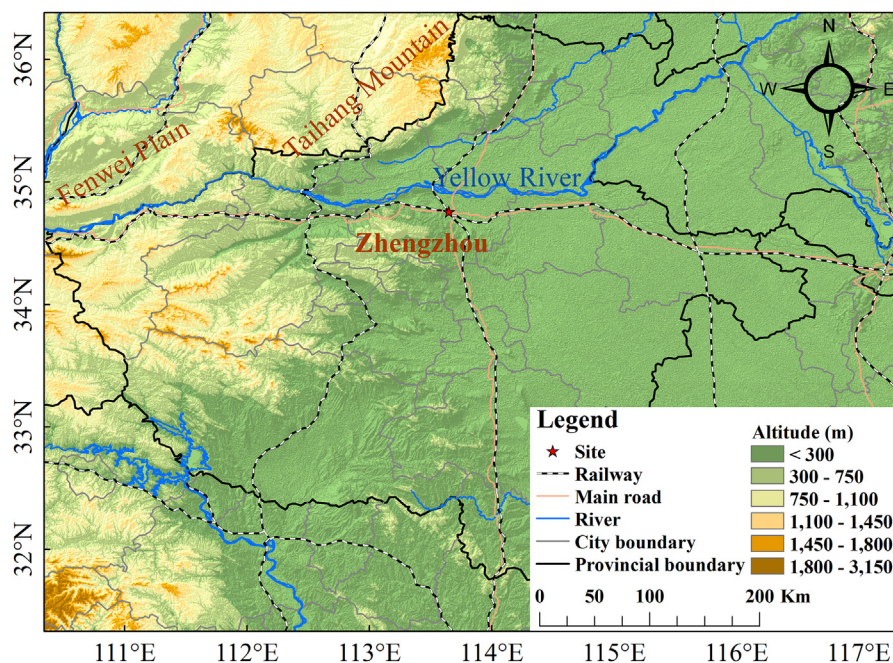 36°N
35°N
34°N
33°N
32°N
N
W
E
S
Taihang Mountain
Fenwei Plain
Yellow River
Zhengzhou
Legend
Site
Railway
Main road
River
City boundary
Provincial boundary
Altitude (m)
< 300
300 - 750
750 - 1,100
1,100 - 1,450
1,450 - 1,800
1,800 - 3,150
0 50 100 200 Km
111°E 112°E 113°E 114°E 115°E 116°E 117°E